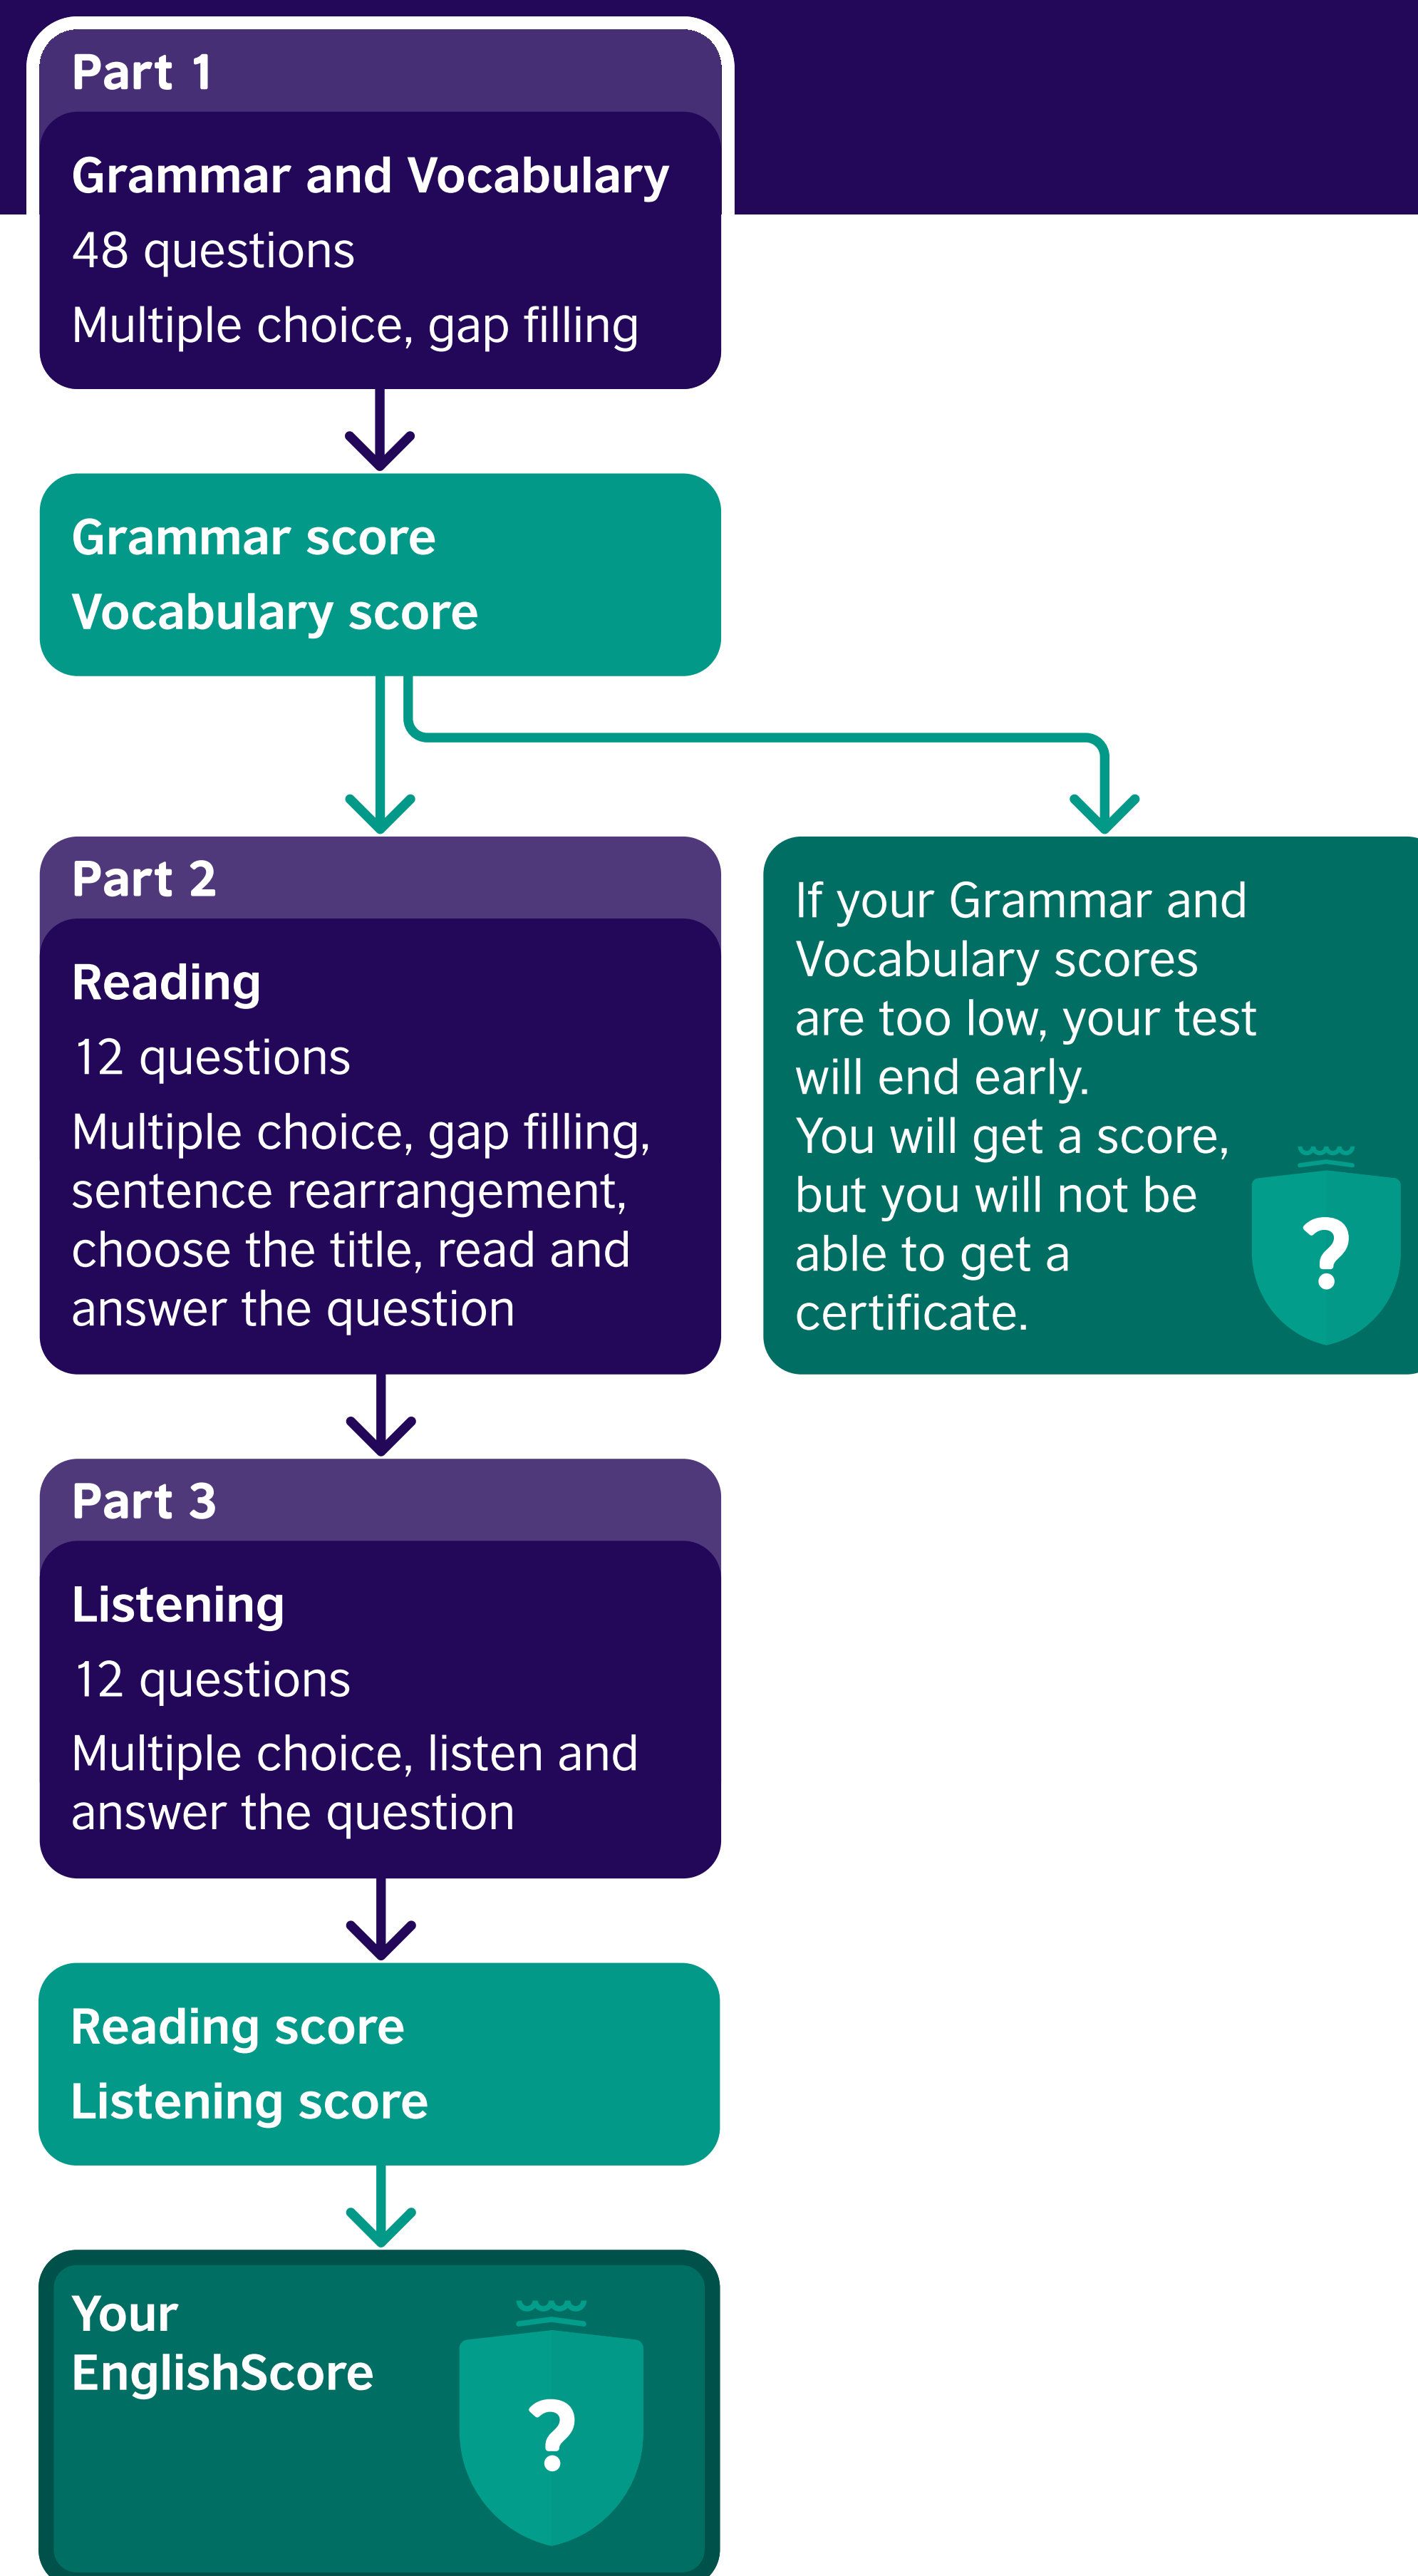 Part 1
Grammar and Vocabulary
48 questions
Multiple choice, gap filling
Grammar score
Vocabulary score
Part 2
Reading
12 questions
Multiple choice, gap filling,
sentence rearrangement,
choose the title, read and
answer the question
If your Grammar and
Vocabulary scores
are too low, your test
will end early.
You will get a score,
but you will not be
able to get a
certificate.
?
Part 3
Listening
12 questions
Multiple choice, listen and
answer the question
Reading score
Listening score
Your
EnglishScore
?